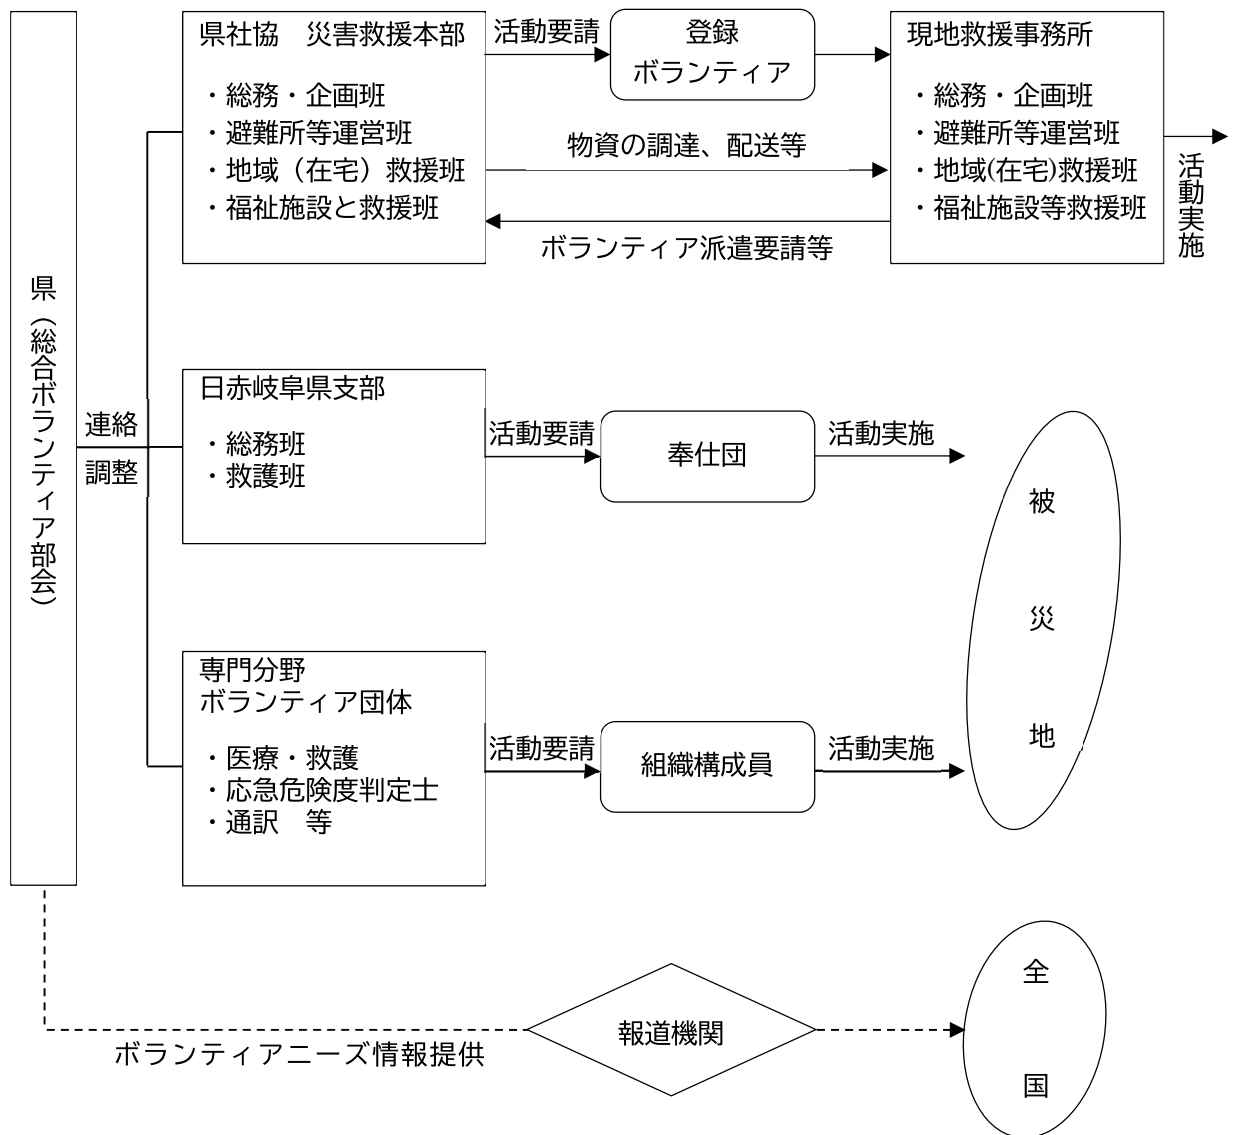 県（総合ボランティア部会）
連絡
調整
県社協　災害救援本部
・総務・企画班
・避難所等運営班
・地域（在宅）救援班
・福祉施設と救援班
活動要請
登録
ボランティア
物資の調達、配送等
ボランティア派遣要請等
現地救援事務所
・総務・企画班
・避難所等運営班
・地域(在宅)救援班
・福祉施設等救援班
活動実施
日赤岐阜県支部
・総務班
・救護班
活動要請
奉仕団
活動実施
専門分野
ボランティア団体
・医療・救護
・応急危険度判定士
・通訳　等
活動要請
組織構成員
活動実施
被災地
ボランティアニーズ情報提供
報道機関
全国